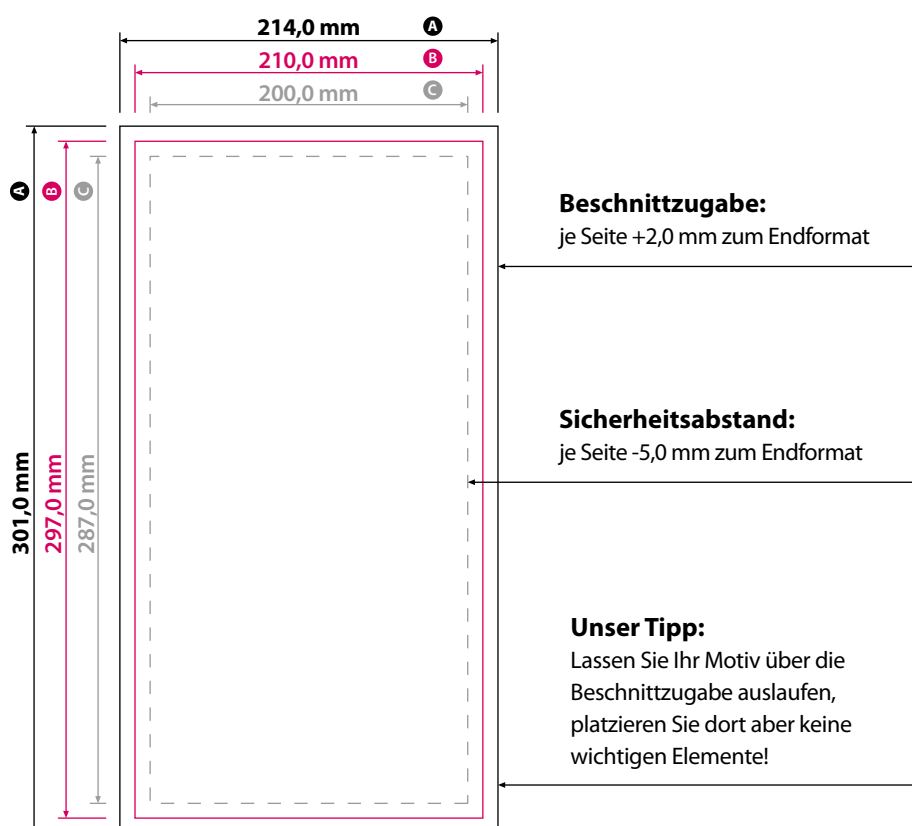 214,0 mm A
210,0 mm B
200,0 mm C
A
B
C
301,0 mm
297,0 mm
287,0 mm
Beschnittzugabe:
je Seite +2,0 mm zum Endformat
Sicherheitsabstand:
je Seite -5,0 mm zum Endformat
Unser Tipp:
Lassen Sie Ihr Motiv über die
Beschnittzugabe auslaufen,
platzieren Sie dort aber keine
wichtigen Elemente!